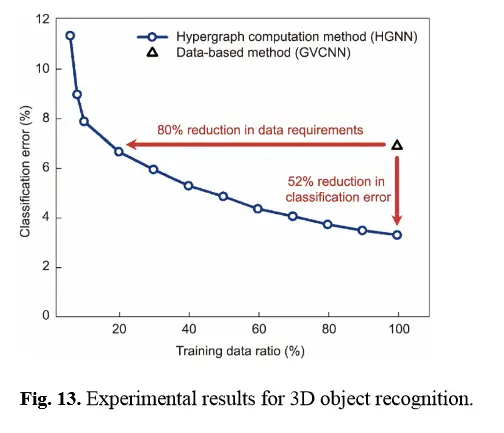 12
10
8
6
4
2
0
Classification error (%)
Hypergraph computation method (HGNN)
Data-based method (GVCNN)
80% reduction in data requirements
52% reduction in
classification error
20 40 60 70 80 100
Training data ratio (%)
Fig. 13. Experimental results for 3D object recognition.